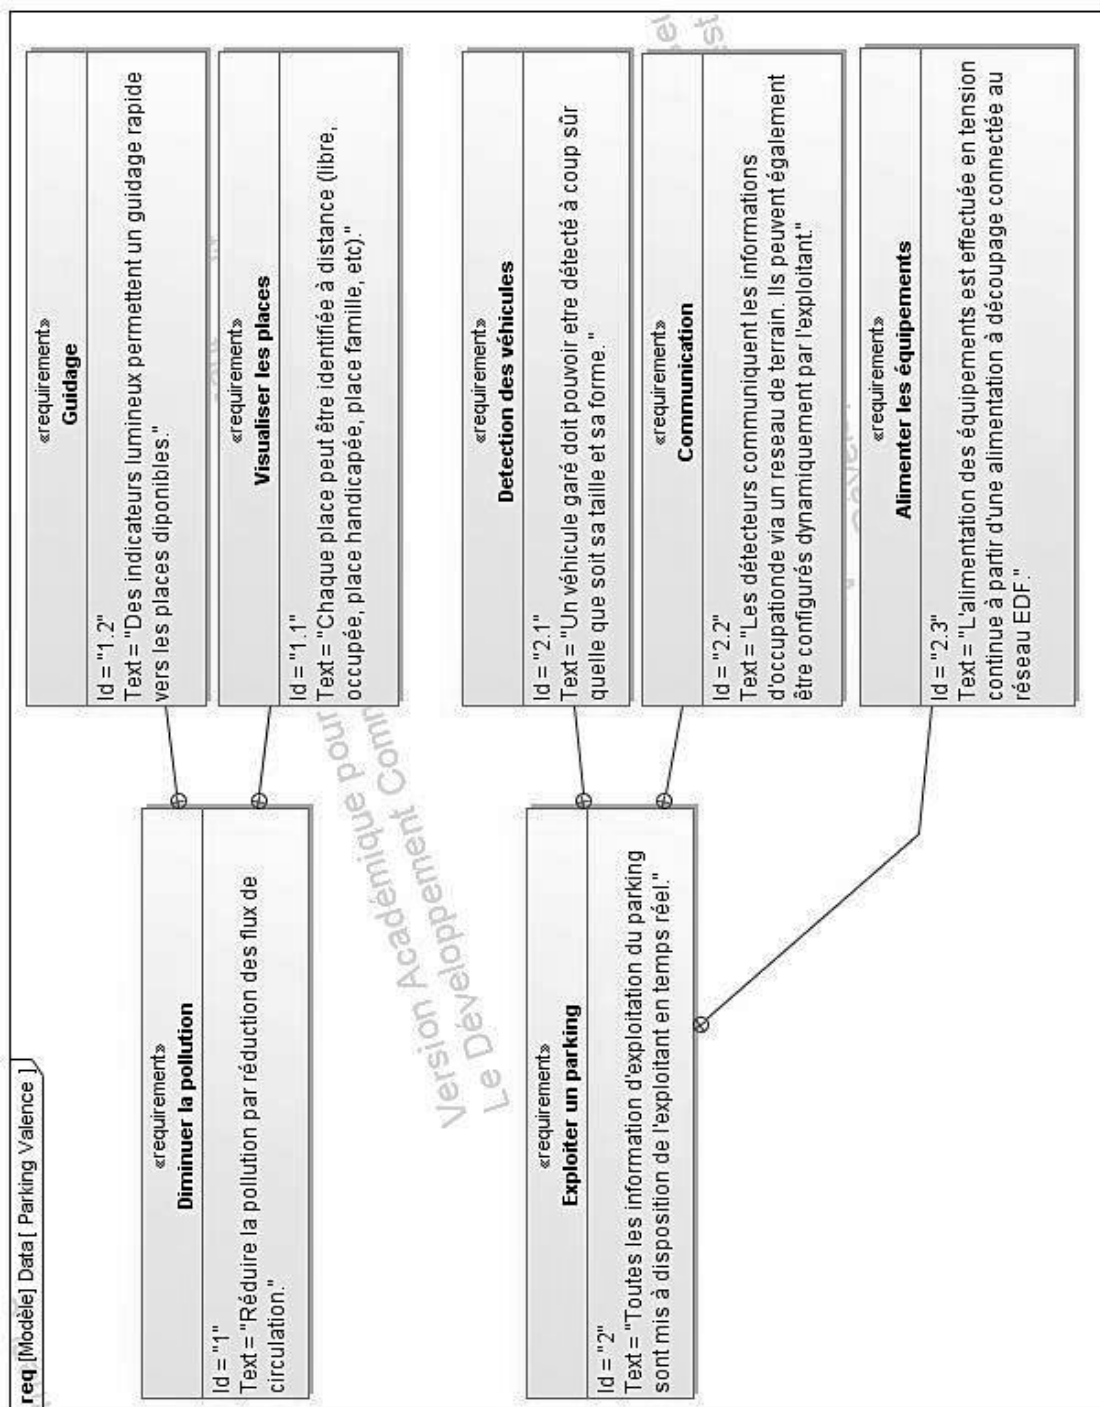 req [Modèle] Data [ Parking Valence ]
«requirement»
Diminuer la pollution
Id = "1"
Text = "Réduire la pollution par réduction des flux de
circulation."
«requirement»
Guidage
Id = "1.2"
Text = "Des indicateurs lumineux permettent un guidage rapide
vers les places diponibles."
«requirement»
Visualiser les places
Id = "1.1"
Text = "Chaque place peut être identifiée à distance (libre,
occupée, place handicapée, place famille, etc)."
«requirement»
Exploiter un parking
Id = "2"
Text = "Toutes les information d'exploitation du parking
sont mis à disposition de l'exploitant en temps réel."
«requirement»
Detection des véhicules
Id = "2.1"
Text = "Un véhicule garé doit pouvoir etre détecté à coup sûr
quelle que soit sa taille et sa forme."
«requirement»
Communication
Id = "2.2"
Text = "Les détecteurs communiquent les informations
d'occupationde via un reseau de terrain. Ils peuvent également
être configurés dynamiquement par l'exploitant."
«requirement»
Alimenter les équipements
Id = "2.3"
Text = "L'alimentation des équipements est effectuée en tension
continue à partir d'une alimentation à découpage connectée au
réseau EDF."
Version Académique pour
Le Développement Comm